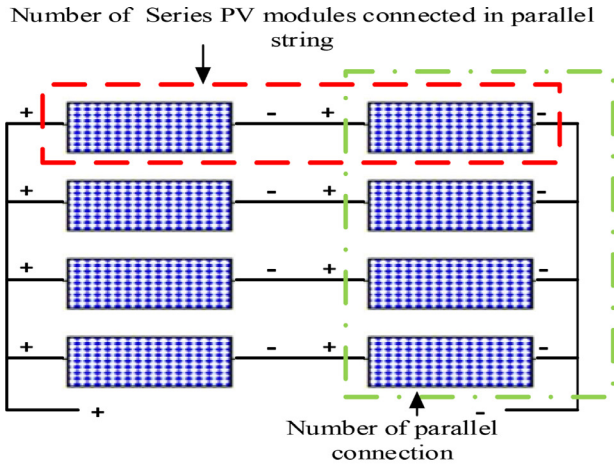 Number of Series PV modules connected in parallel
string
+ - + -
+ - + -
+ - + -
+ - + -
+ -
Number of parallel
connection